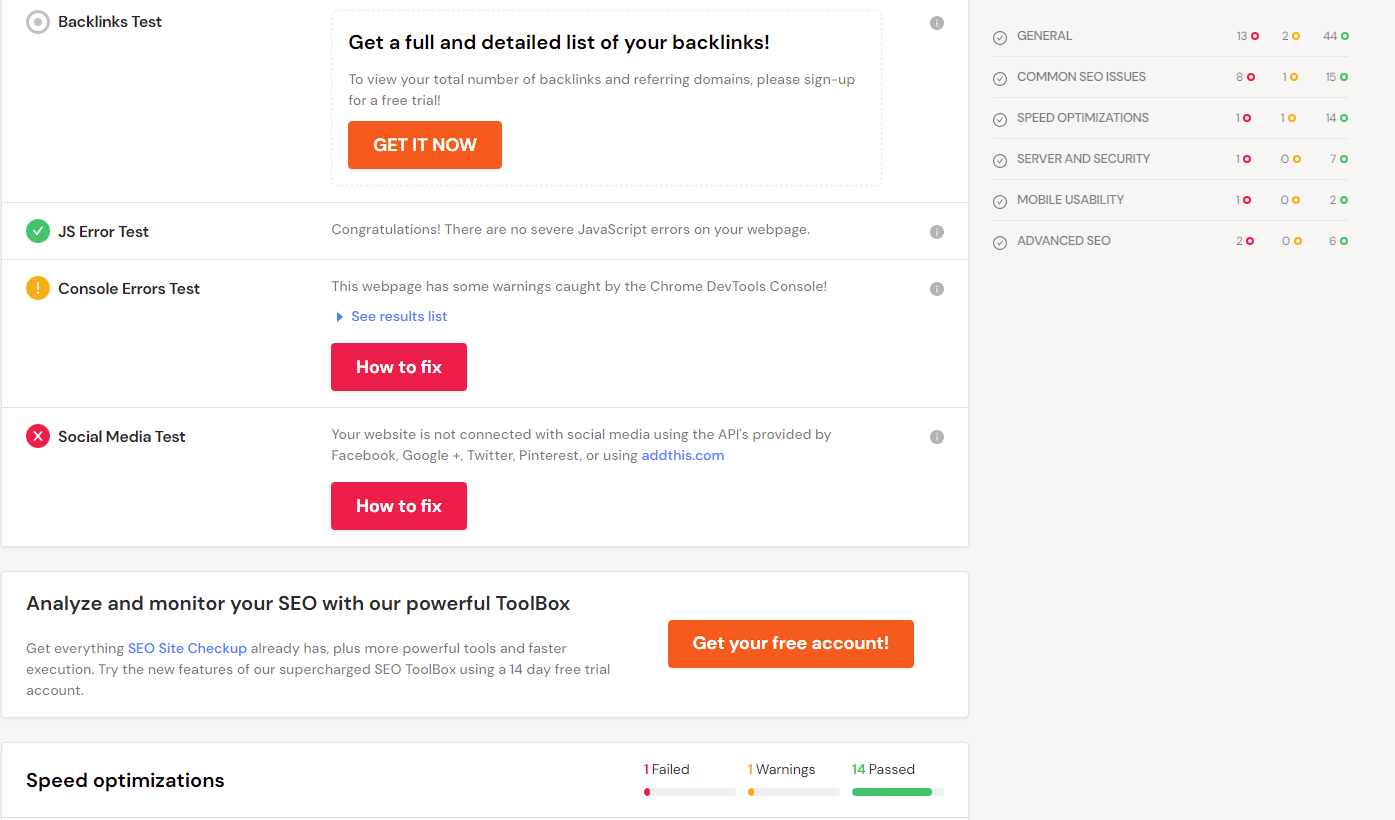 Backlinks Test
Get a full and detailed list of your backlinks!
To view your total number of backlinks and referring domains, please sign-up
for a free trial!
GET IT NOW
JS Error Test
Congratulations! There are no severe JavaScript errors on your webpage.
Console Errors Test
This webpage has some warnings caught by the Chrome DevTools Console!
See results list
How to fix
Social Media Test
Your website is not connected with social media using the API's provided by
Facebook, Google +, Twitter, Pinterest, or using addthis.com
How to fix
Analyze and monitor your SEO with our powerful ToolBox
Get everything SEO Site Checkup already has, plus more powerful tools and faster
execution. Try the new features of our supercharged SEO ToolBox using a 14 day free trial
account.
Get your free account!
Speed optimizations
1 Failed
1 Warnings
14 Passed
GENERAL 13 2 44
COMMON SEO ISSUES 8 1 15
SPEED OPTIMIZATIONS 1 1 14
SERVER AND SECURITY 1 0 7
MOBILE USABILITY 1 0 2
ADVANCED SEO 2 0 6